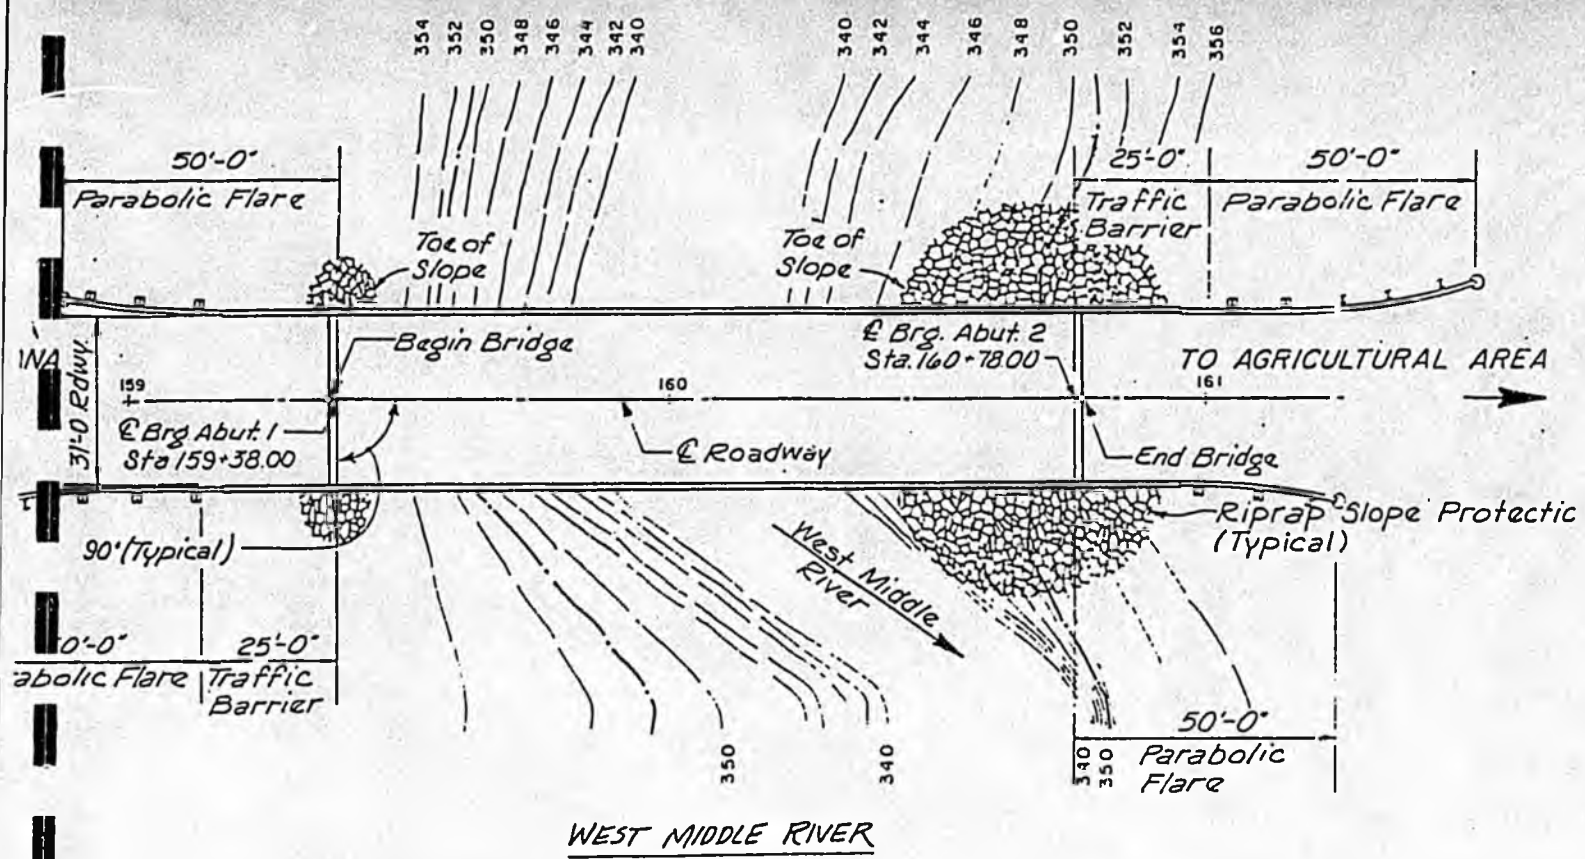 354
352
350
348
346
344
342
340
340
342
344
346
348
350
352
354
356
50'-0"
25'-0"
50'-0"
Parabolic Flare
Traffic
Barrier
Parabolic Flare
Toe of
Slope
Toe of
Slope
Begin Bridge
℄ Brg. Abut. 2
Sta. 160+78.00
TO AGRICULTURAL AREA
31'-0 Rdwy.
159
160
161
℄ Brg Abut. 1
Sta 159+38.00
℄ Roadway
End Bridge
90° (Typical)
West Middle
River
Riprap Slope Protectic
(Typical)
0'-0"
25'-0"
abolic Flare
Traffic
Barrier
350
340
340
350
50'-0"
Parabolic
Flare
WEST MIDDLE RIVER